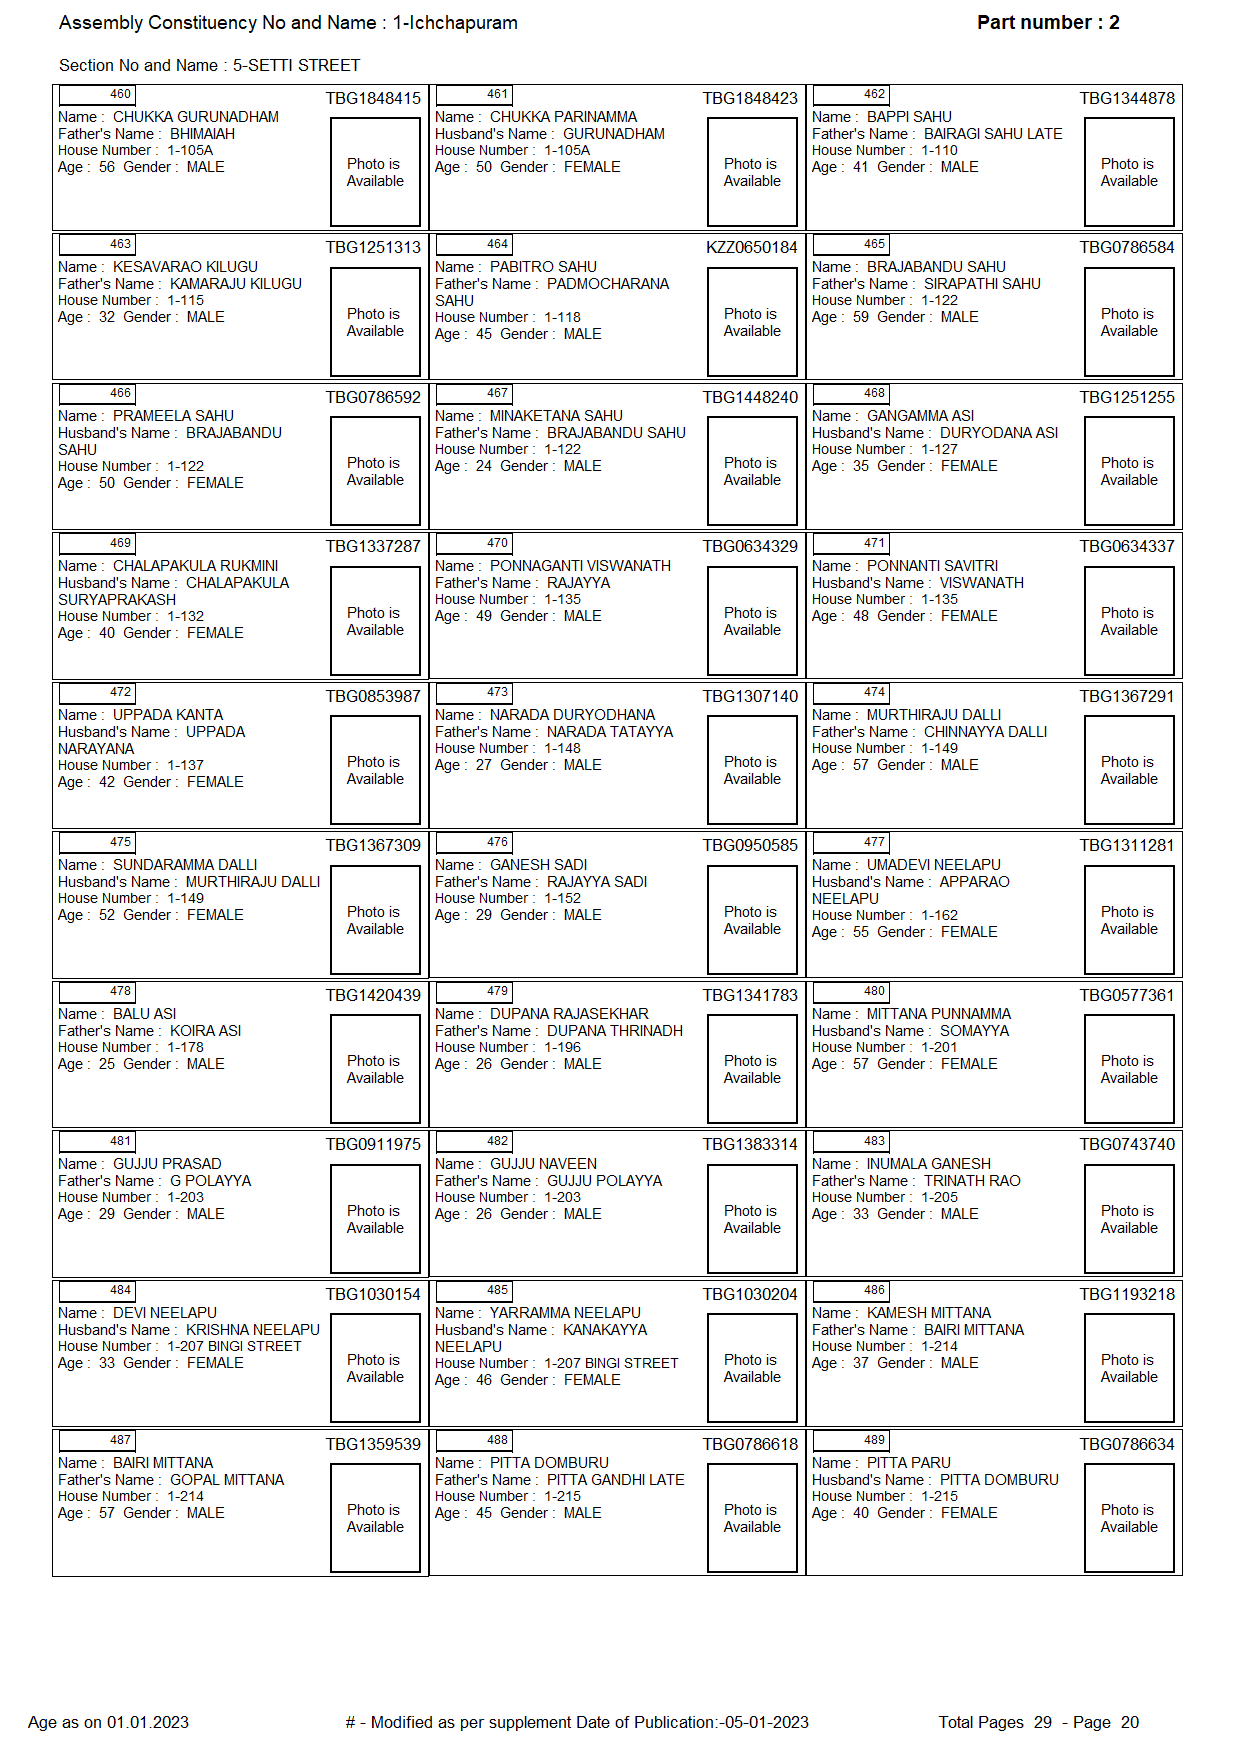 Assembly Constituency No and Name : 1-Ichchapuram
Part number : 2
Section No and Name : 5-SETTI STREET
460
TBG1848415
Name : CHUKKA GURUNADHAM
Father's Name : BHIMAIAH
House Number : 1-105A
Age : 56 Gender : MALE
Photo is
Available
461
TBG1848423
Name : CHUKKA PARINAMMA
Husband's Name : GURUNADHAM
House Number : 1-105A
Age : 50 Gender : FEMALE
Photo is
Available
462
TBG1344878
Name : BAPPI SAHU
Father's Name : BAIRAGI SAHU LATE
House Number : 1-110
Age : 41 Gender : MALE
Photo is
Available
463
TBG1251313
Name : KESAVARAO KILUGU
Father's Name : KAMARAJU KILUGU
House Number : 1-115
Age : 32 Gender : MALE
Photo is
Available
464
KZZ0650184
Name : PABITRO SAHU
Father's Name : PADMOCHARANA
SAHU
House Number : 1-118
Age : 45 Gender : MALE
Photo is
Available
465
TBG0786584
Name : BRAJABANDU SAHU
Father's Name : SIRAPATHI SAHU
House Number : 1-122
Age : 59 Gender : MALE
Photo is
Available
466
TBG0786592
Name : PRAMEELA SAHU
Husband's Name : BRAJABANDU
SAHU
House Number : 1-122
Age : 50 Gender : FEMALE
Photo is
Available
467
TBG1448240
Name : MINAKETANA SAHU
Father's Name : BRAJABANDU SAHU
House Number : 1-122
Age : 24 Gender : MALE
Photo is
Available
468
TBG1251255
Name : GANGAMMA ASI
Husband's Name : DURYODANA ASI
House Number : 1-127
Age : 35 Gender : FEMALE
Photo is
Available
469
TBG1337287
Name : CHALAPAKULA RUKMINI
Husband's Name : CHALAPAKULA
SURYAPRAKASH
House Number : 1-132
Age : 40 Gender : FEMALE
Photo is
Available
470
TBG0634329
Name : PONNAGANTI VISWANATH
Father's Name : RAJAYYA
House Number : 1-135
Age : 49 Gender : MALE
Photo is
Available
471
TBG0634337
Name : PONNANTI SAVITRI
Husband's Name : VISWANATH
House Number : 1-135
Age : 48 Gender : FEMALE
Photo is
Available
472
TBG0853987
Name : UPPADA KANTA
Husband's Name : UPPADA
NARAYANA
House Number : 1-137
Age : 42 Gender : FEMALE
Photo is
Available
473
TBG1307140
Name : NARADA DURYODHANA
Father's Name : NARADA TATAYYA
House Number : 1-148
Age : 27 Gender : MALE
Photo is
Available
474
TBG1367291
Name : MURTHIRAJU DALLI
Father's Name : CHINNAYYA DALLI
House Number : 1-149
Age : 57 Gender : MALE
Photo is
Available
475
TBG1367309
Name : SUNDARAMMA DALLI
Husband's Name : MURTHIRAJU DALLI
House Number : 1-149
Age : 52 Gender : FEMALE
Photo is
Available
476
TBG0950585
Name : GANESH SADI
Father's Name : RAJAYYA SADI
House Number : 1-152
Age : 29 Gender : MALE
Photo is
Available
477
TBG1311281
Name : UMADEVI NEELAPU
Husband's Name : APPARAO
NEELAPU
House Number : 1-162
Age : 55 Gender : FEMALE
Photo is
Available
478
TBG1420439
Name : BALU ASI
Father's Name : KOIRA ASI
House Number : 1-178
Age : 25 Gender : MALE
Photo is
Available
479
TBG1341783
Name : DUPANA RAJASEKHAR
Father's Name : DUPANA THRINADH
House Number : 1-196
Age : 26 Gender : MALE
Photo is
Available
480
TBG0577361
Name : MITTANA PUNNAMMA
Husband's Name : SOMAYYA
House Number : 1-201
Age : 57 Gender : FEMALE
Photo is
Available
481
TBG0911975
Name : GUJJU PRASAD
Father's Name : G POLAYYA
House Number : 1-203
Age : 29 Gender : MALE
Photo is
Available
482
TBG1383314
Name : GUJJU NAVEEN
Father's Name : GUJJU POLAYYA
House Number : 1-203
Age : 26 Gender : MALE
Photo is
Available
483
TBG0743740
Name : INUMALA GANESH
Father's Name : TRINATH RAO
House Number : 1-205
Age : 33 Gender : MALE
Photo is
Available
484
TBG1030154
Name : DEVI NEELAPU
Husband's Name : KRISHNA NEELAPU
House Number : 1-207 BINGI STREET
Age : 33 Gender : FEMALE
Photo is
Available
485
TBG1030204
Name : YARRAMMA NEELAPU
Husband's Name : KANAKAYYA
NEELAPU
House Number : 1-207 BINGI STREET
Age : 46 Gender : FEMALE
Photo is
Available
486
TBG1193218
Name : KAMESH MITTANA
Father's Name : BAIRI MITTANA
House Number : 1-214
Age : 37 Gender : MALE
Photo is
Available
487
TBG1359539
Name : BAIRI MITTANA
Father's Name : GOPAL MITTANA
House Number : 1-214
Age : 57 Gender : MALE
Photo is
Available
488
TBG0786618
Name : PITTA DOMBURU
Father's Name : PITTA GANDHI LATE
House Number : 1-215
Age : 45 Gender : MALE
Photo is
Available
489
TBG0786634
Name : PITTA PARU
Husband's Name : PITTA DOMBURU
House Number : 1-215
Age : 40 Gender : FEMALE
Photo is
Available
Age as on 01.01.2023
# - Modified as per supplement Date of Publication:-05-01-2023
Total Pages 29 - Page 20